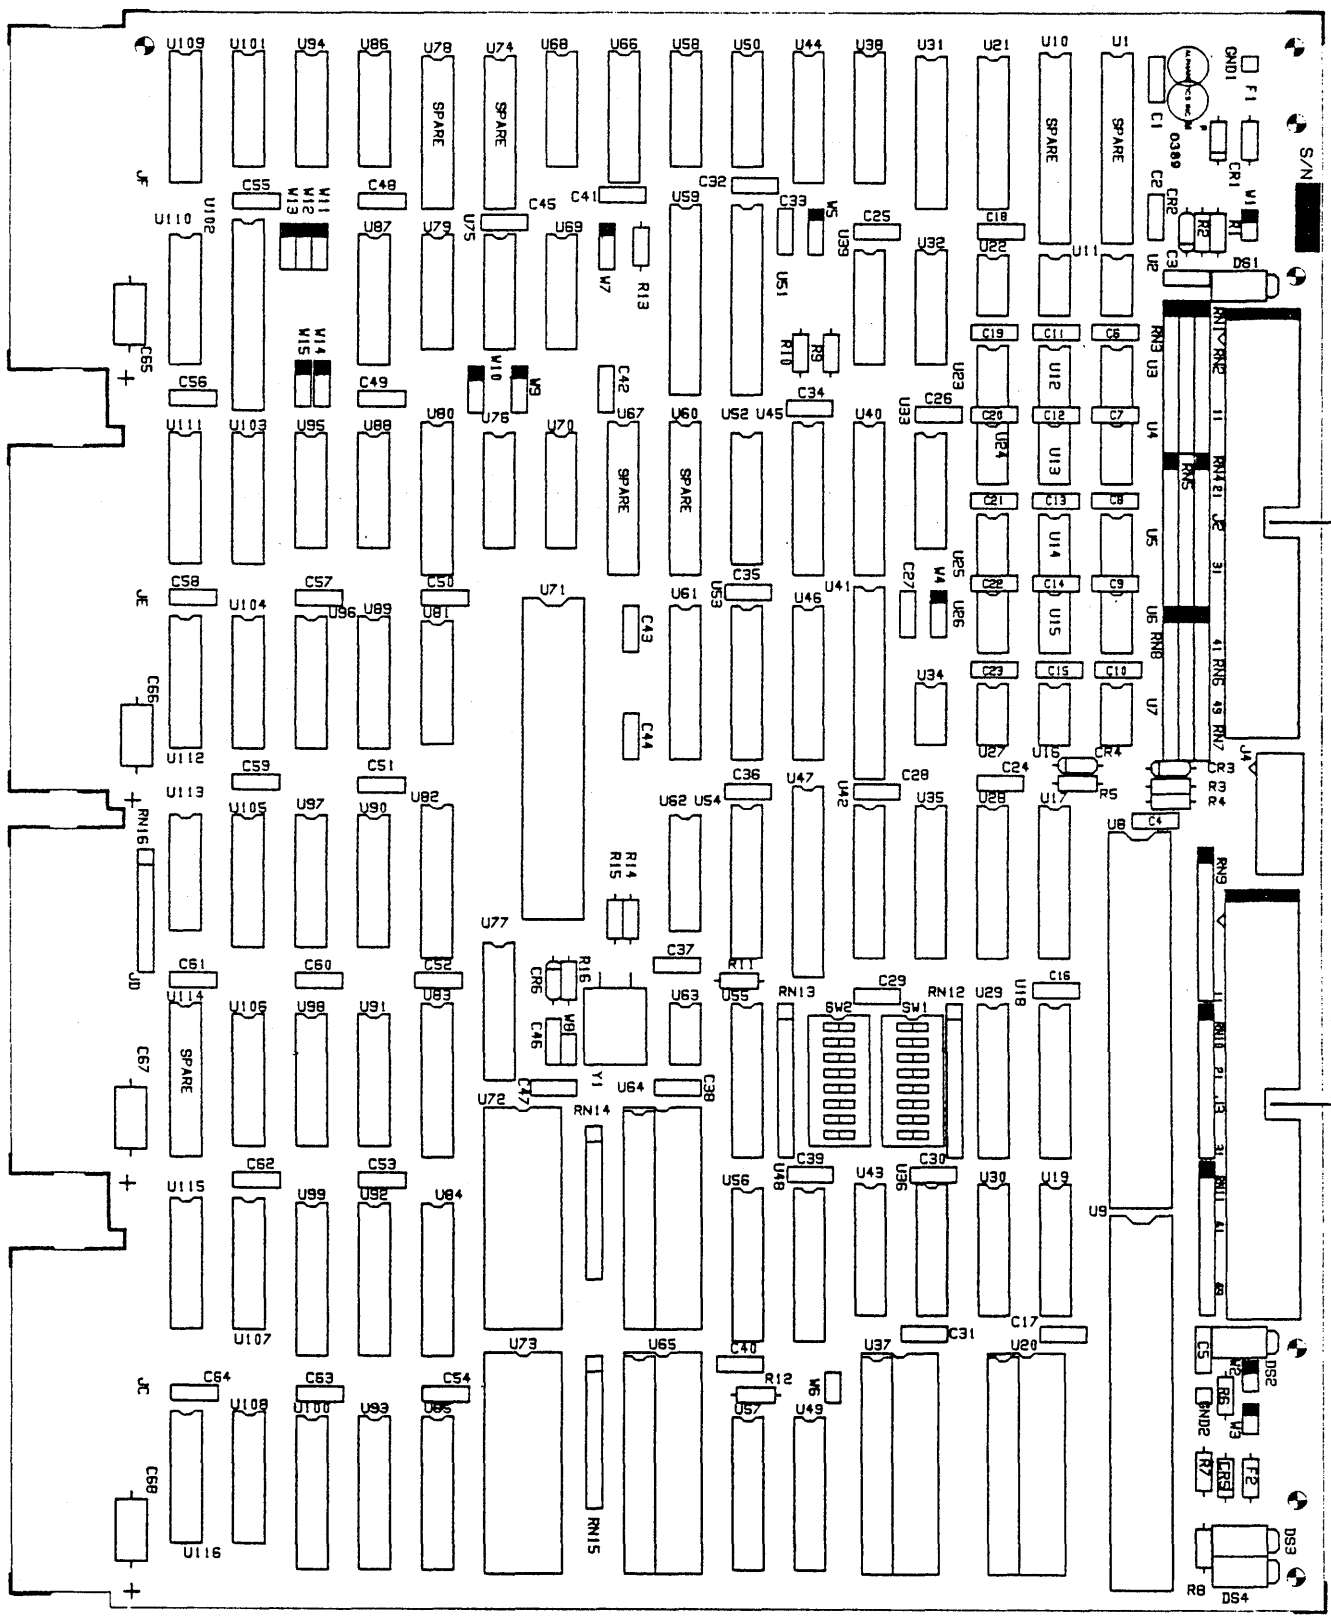 U109 U101 U94 U86 U78 U74 U68 U66 U58 U50 U44 U38 U31 U21 U10 U1 GND1 F1
SPARE SPARE SPARE SPARE
C1 0389 CR1 S/N
JF C55 C48 C41 C32 C2 CR2 W1
W13 W12 W11 C45 U59 C33 W5 C25 C18 R2 R1
U110 U102 U87 U79 U75 U69 W7 R13 U51 U39 U32 U22 U11 U2 C3 DS1
C65 W15 W14 W10 W9 C42 R10 R9 C19 C11 C6 RN3 RN1 RN2
+ C56 C49 C34 U23 U12 U3
U111 U103 U95 U88 U80 U76 U70 U67 U60 U52 U45 U40 U33 C26 C20 C12 C7 11
SPARE SPARE U24 U13 U4
RN5 RN4 21
C21 C13 C8 J2
U14 U5 31
JE C58 C57 C50 U71 C35 C27 W4 U25 C22 C14 C9
U104 U96 U89 U81 C43 U61 U53 U46 U41 U26 U15 U6 RN8 41
C66 C44 U34 C23 C15 C10 RN6 49
U7 RN7
U112 C59 C51 C36 C28 U27 C24 U16 CR4 J4
+ U113 U105 U97 U90 U82 U62 U54 U47 U42 U35 U28 R5 U17 CR3 R3 R4
RN16 R15 R14 U8 C4 RN9
U77 C37
JD C61 C60 C52 CR6 R16 R11 C29 C16 11
U114 U106 U98 U91 U83 C46 W8 U63 U55 RN13 SW2 SW1 RN12 U29 U18 RN10
SPARE Y1 21
C67 C47 U64 C38 J3
U72 RN14 31
+ C62 C53 C39 C30
U115 U99 U92 U84 U56 U48 U43 U36 U30 U19 U9 RN11 41
49
U107 C31 C17 C5
U73 U65 C40 U37 U20 W2 DS2
JC C64 C63 C54 R12 W6 R6
U108 U100 U93 U85 U57 U49 GND2 W3
C68 R7 CR5 F2
RN15 DS3
U116
+ R8 DS4